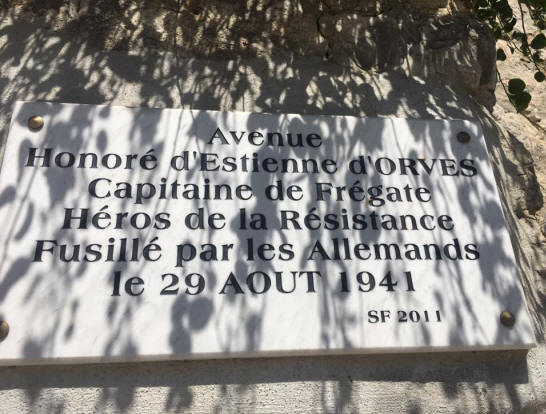 Avenue
Honoré d'Estienne d'ORVES
Capitaine de Frégate
Héros de la Résistance
Fusillé par les Allemands
le 29 AOUT 1941
SF 2011